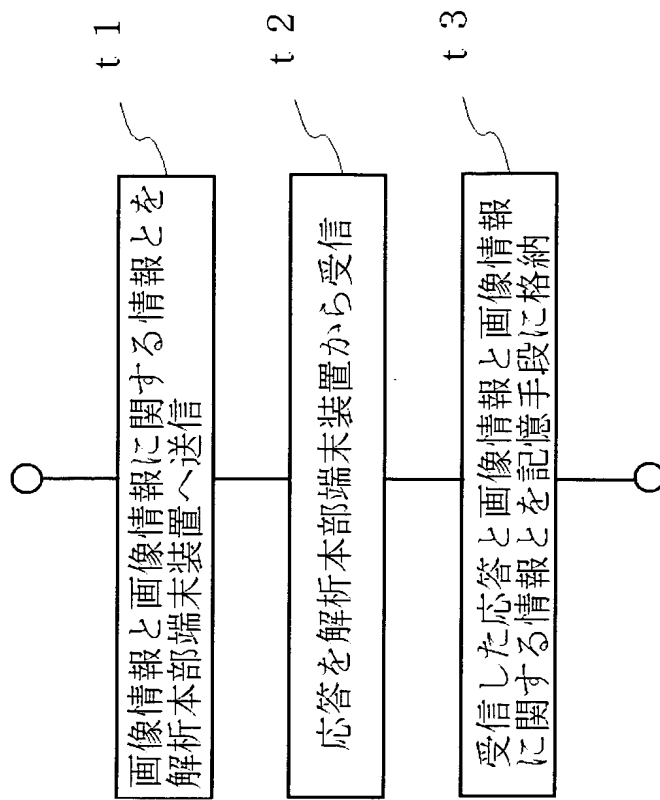 画像情報と画像情報に関する情報とを
解析本部端末装置へ送信
t 1
応答を解析本部端末装置から受信
t 2
受信した応答と画像情報と画像情報
に関する情報とを記憶手段に格納
t 3